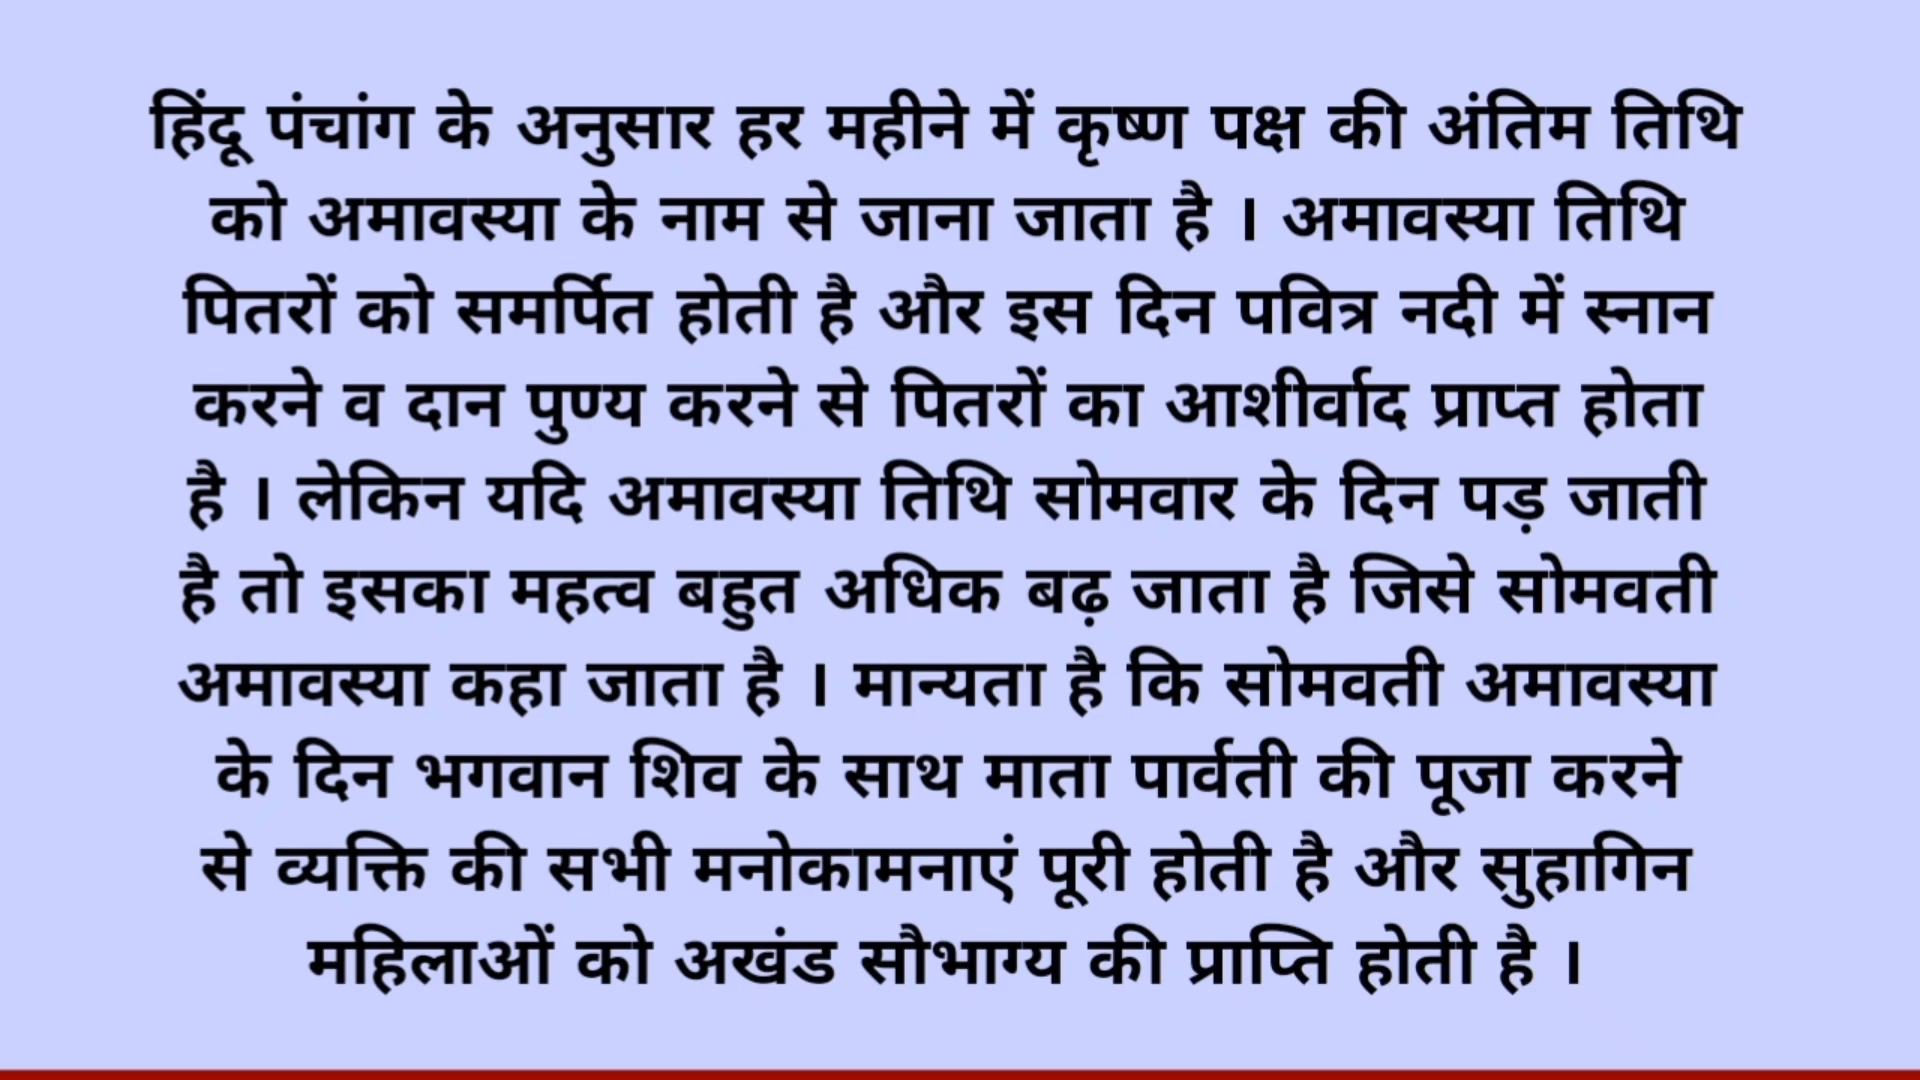 हिंदू पंचांग के अनुसार हर महीने में कृष्ण पक्ष की अंतिम तिथि
को अमावस्या के नाम से जाना जाता है । अमावस्या तिथि
पितरों को समर्पित होती है और इस दिन पवित्र नदी में स्नान
करने व दान पुण्य करने से पितरों का आशीर्वाद प्राप्त होता
है । लेकिन यदि अमावस्या तिथि सोमवार के दिन पड़ जाती
है तो इसका महत्व बहुत अधिक बढ़ जाता है जिसे सोमवती
अमावस्या कहा जाता है । मान्यता है कि सोमवती अमावस्या
के दिन भगवान शिव के साथ माता पार्वती की पूजा करने
से व्यक्ति की सभी मनोकामनाएं पूरी होती है और सुहागिन
महिलाओं को अखंड सौभाग्य की प्राप्ति होती है ।